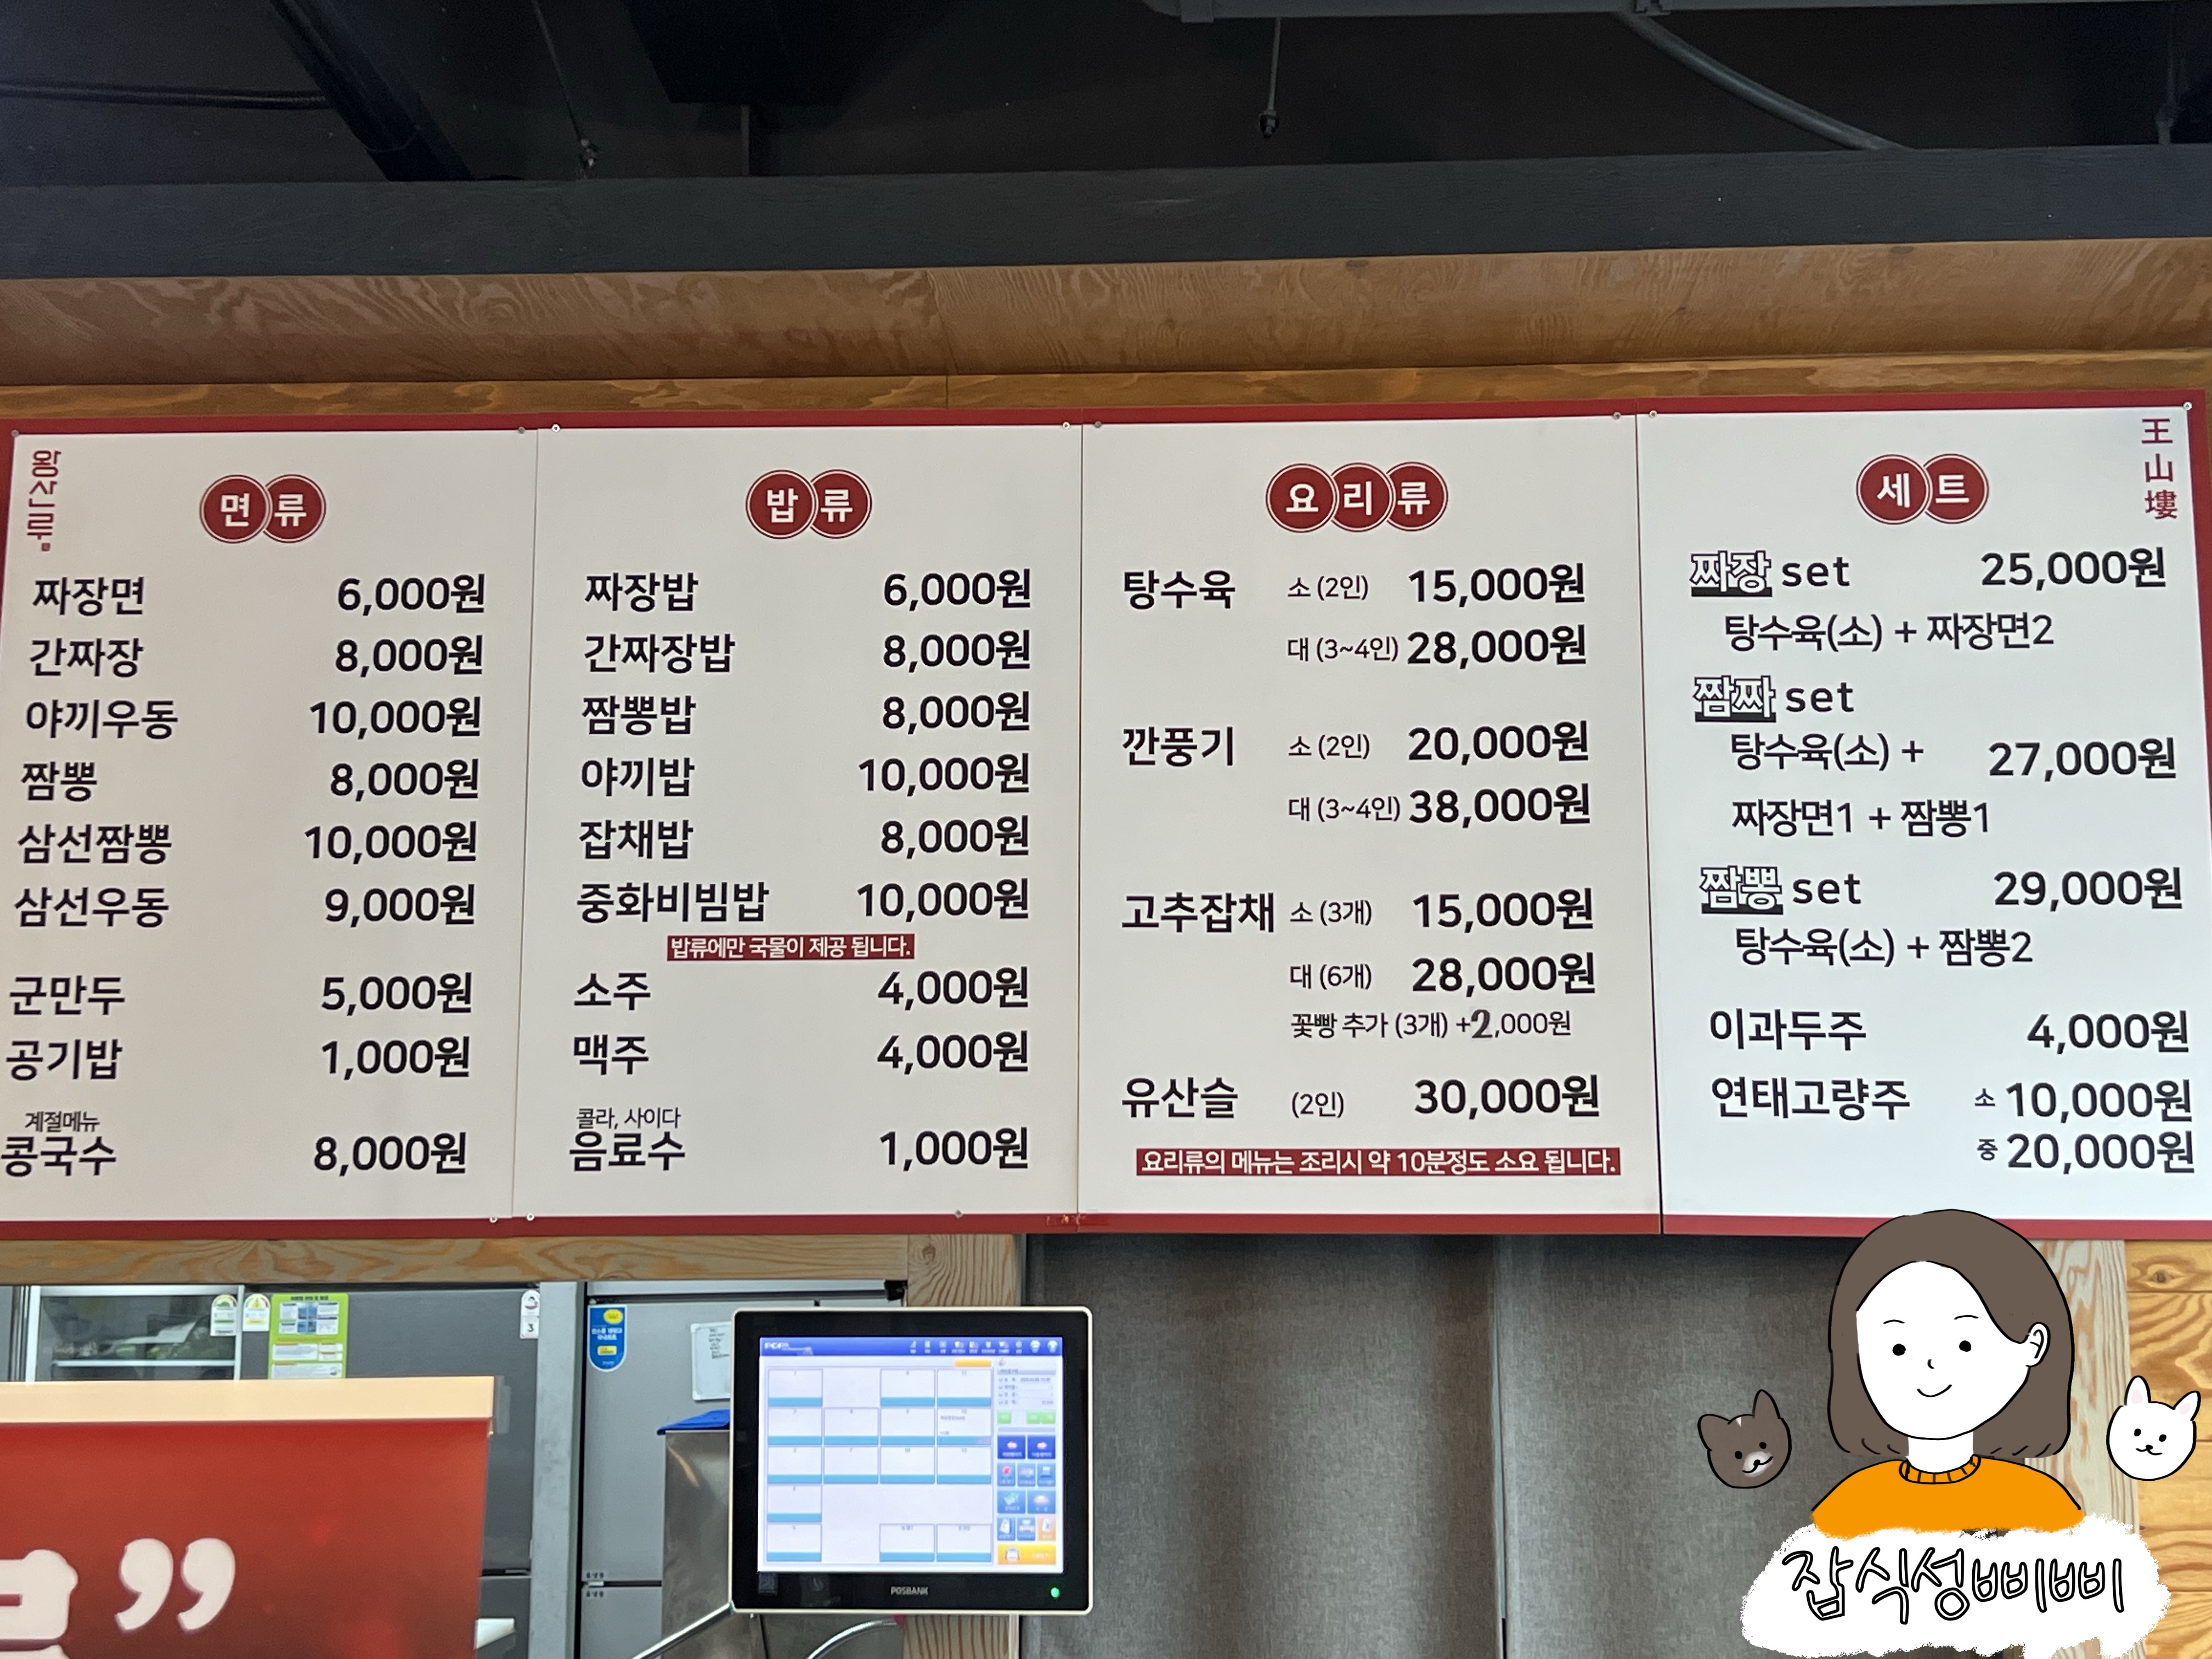 왕산루
면류
짜장면 6,000원
간짜장 8,000원
야끼우동 10,000원
짬뽕 8,000원
삼선짬뽕 10,000원
삼선우동 9,000원
군만두 5,000원
공기밥 1,000원
계절메뉴
콩국수 8,000원
밥류
짜장밥 6,000원
간짜장밥 8,000원
짬뽕밥 8,000원
야끼밥 10,000원
잡채밥 8,000원
중화비빔밥 10,000원
밥류에만 국물이 제공 됩니다.
소주 4,000원
맥주 4,000원
콜라, 사이다
음료수 1,000원
요리류
탕수육 소 (2인) 15,000원
대 (3~4인) 28,000원
깐풍기 소 (2인) 20,000원
대 (3~4인) 38,000원
고추잡채 소 (3개) 15,000원
대 (6개) 28,000원
꽃빵 추가 (3개) +2,000원
유산슬 (2인) 30,000원
요리류의 메뉴는 조리시 약 10분정도 소요 됩니다.
王山塿
세트
짜장 set 25,000원
탕수육(소) + 짜장면2
짬짜 set
탕수육(소) + 27,000원
짜장면1 + 짬뽕1
짬뽕 set 29,000원
탕수육(소) + 짬뽕2
이과두주 4,000원
연태고량주 소 10,000원
중 20,000원
3
”
POSBANK
잡식성삐삐